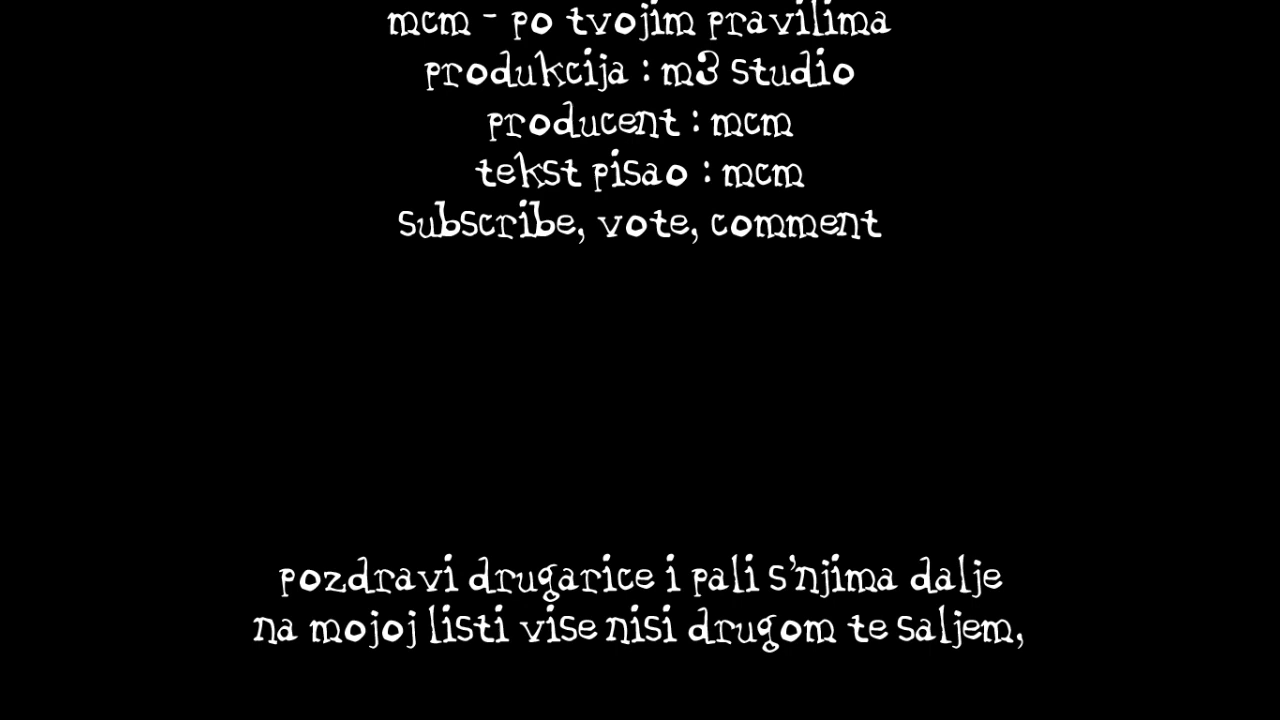 mcm - po tvojim pravilima
produkcija : m3 studio
producent : mcm
tekst pisao : mcm
subscribe, vote, comment
pozdravi drugarice i pali s'njima dalje
na mojoj listi vise nisi drugom te saljem,